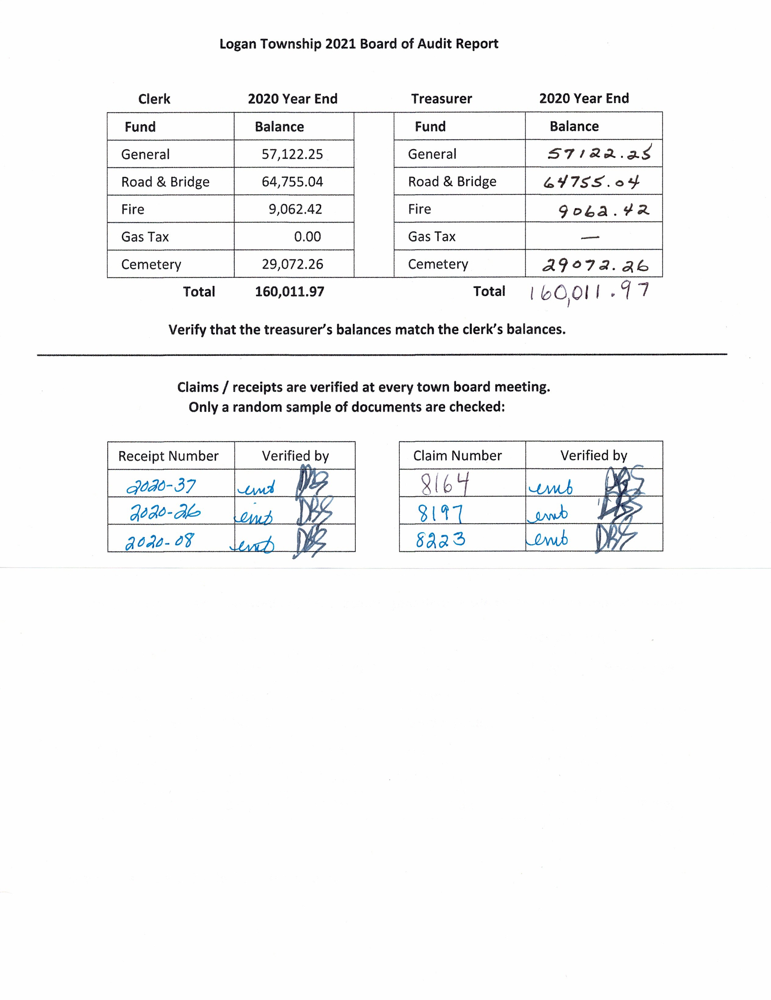 Logan Township 2021 Board of Audit Report
Clerk 2020 Year End Treasurer 2020 Year End
Fund Balance Fund Balance
General 57,122.25 General 57122.25
Road & Bridge 64,755.04 Road & Bridge 64755.04
Fire 9,062.42 Fire 9062.42
Gas Tax 0.00 Gas Tax —
Cemetery 29,072.26 Cemetery 29072.26
Total 160,011.97 Total 160,011.97
Verify that the treasurer's balances match the clerk's balances.
Claims / receipts are verified at every town board meeting.
Only a random sample of documents are checked:
Receipt Number Verified by Claim Number Verified by
2020-37 emb DBS 8164 emb DBS
2020-26 emb DBS 8197 emb DBS
2020-08 emb DBS 8223 emb DBS